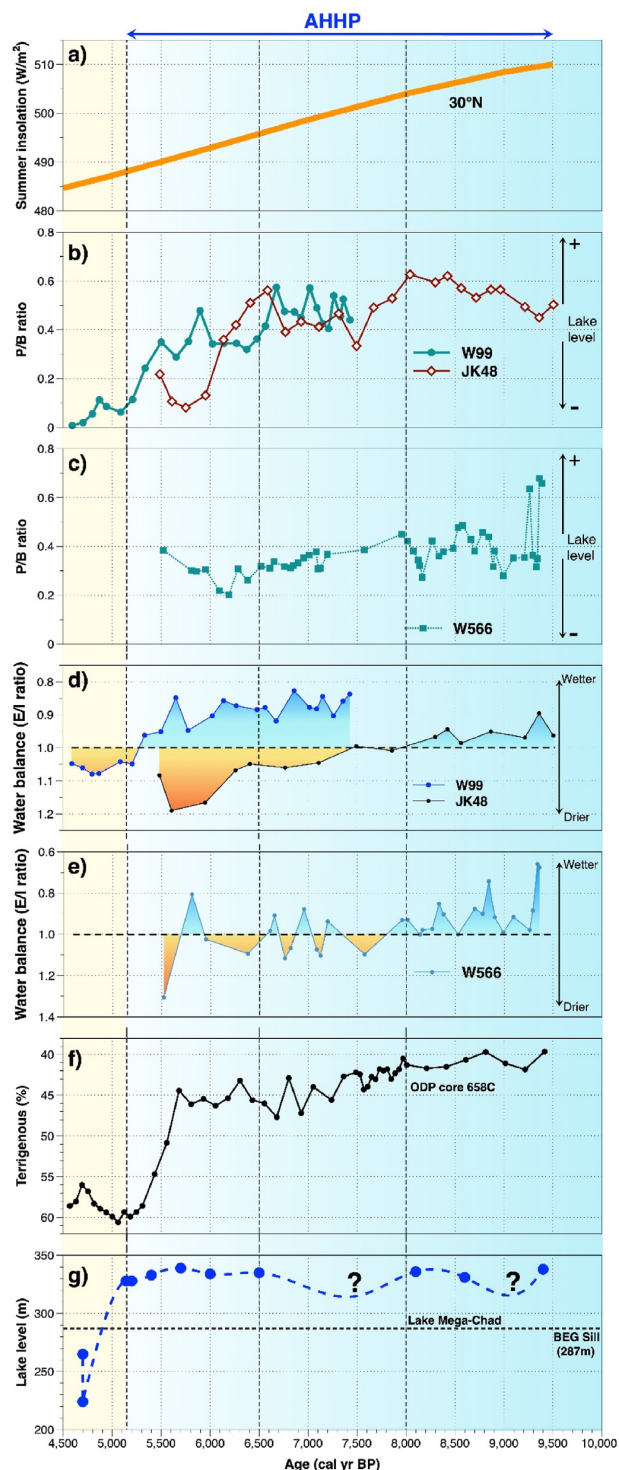 AHHP
a)
Summer insolation (W/m²)
510
500
490
480
30°N
b)
P/B ratio
0.8
0.6
0.4
0.2
0
+
Lake
level
-
W99
JK48
c)
P/B ratio
0.8
0.6
0.4
0.2
0
+
Lake
level
-
W566
d)
Water balance (E/I ratio)
0.8
0.9
1.0
1.1
1.2
Wetter
Drier
W99
JK48
e)
Water balance (E/I ratio)
0.6
0.8
1.0
1.2
1.4
Wetter
Drier
W566
f)
Terrigenous (%)
40
45
50
55
60
ODP core 658C
g)
Lake level (m)
350
300
250
200
?
?
Lake Mega-Chad
BEG Sill
(287m)
4,500 5,000 5,500 6,000 6,500 7,000 7,500 8,000 8,500 9,000 9,500 10,000
Age (cal yr BP)